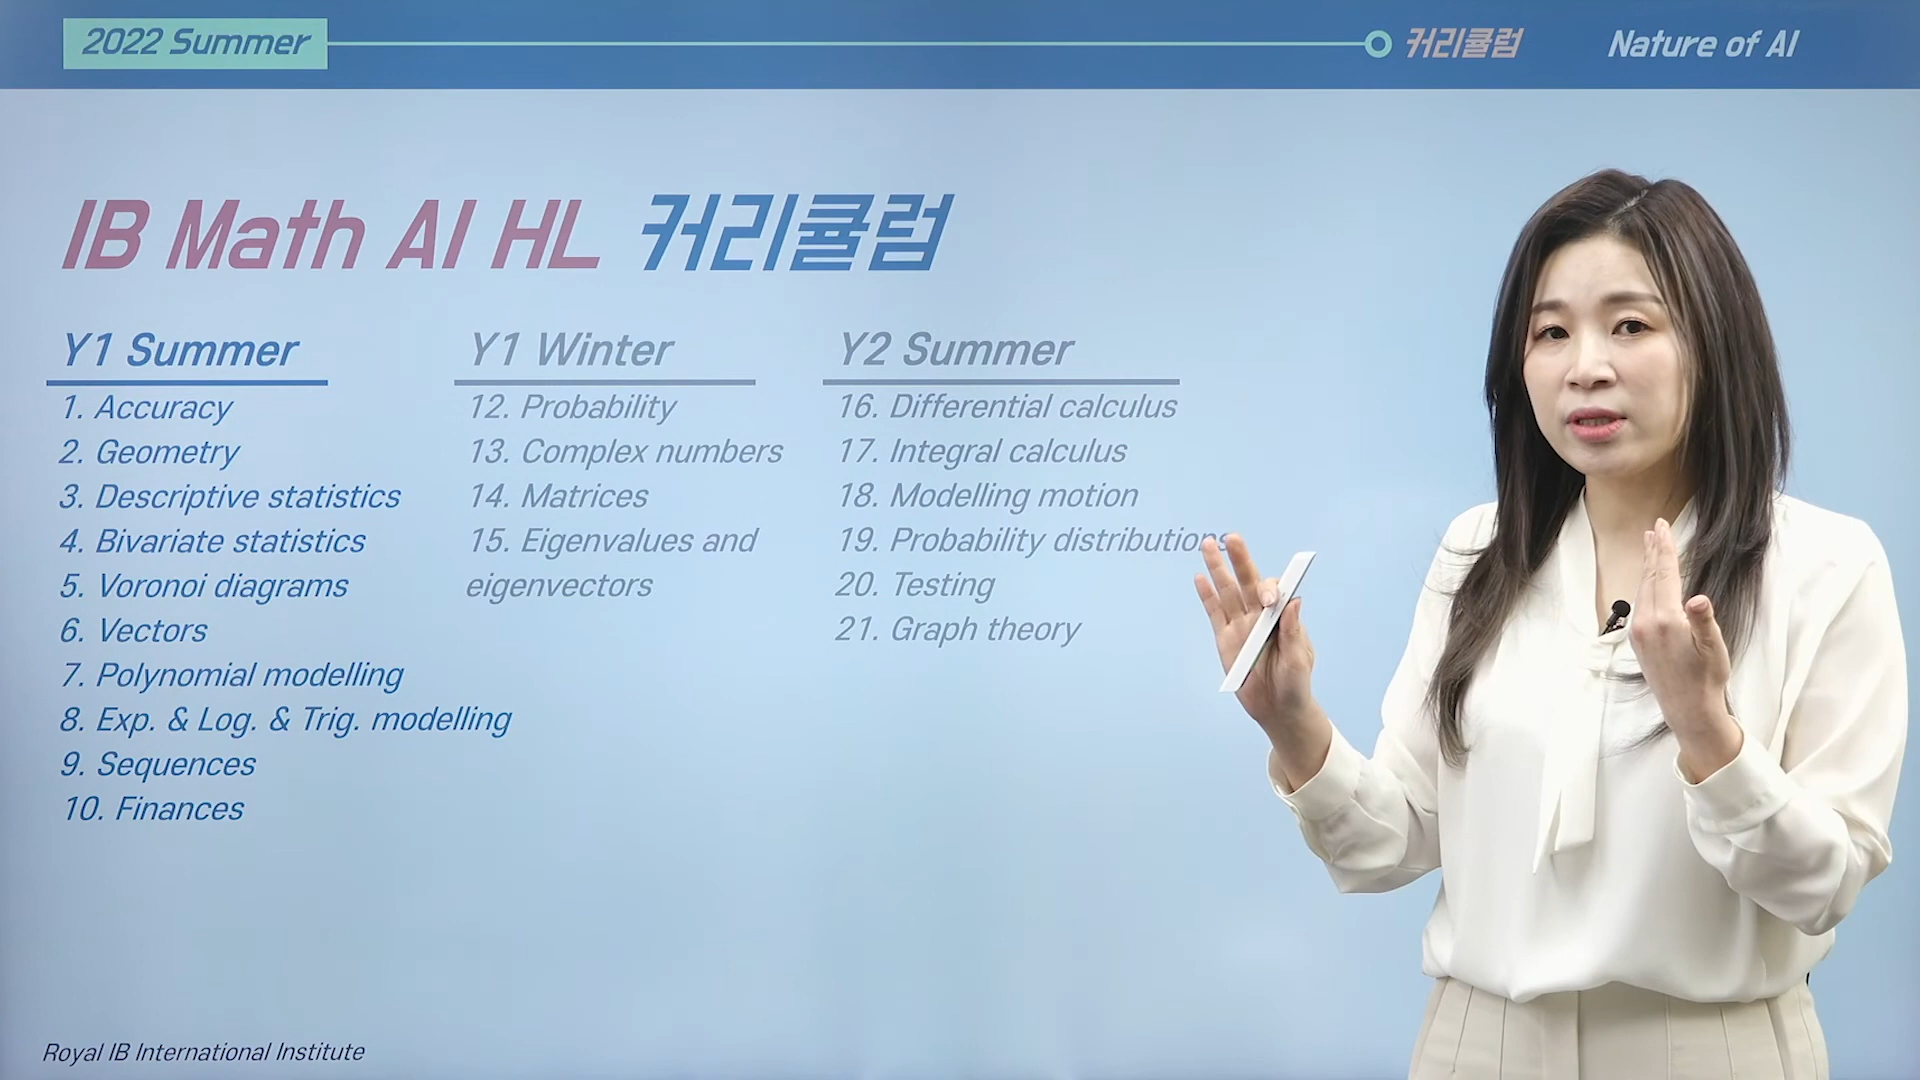 2022 Summer
커리큘럼
Nature of AI
IB Math AI HL 커리큘럼
Y1 Summer
1. Accuracy
2. Geometry
3. Descriptive statistics
4. Bivariate statistics
5. Voronoi diagrams
6. Vectors
7. Polynomial modelling
8. Exp. & Log. & Trig. modelling
9. Sequences
10. Finances
Y1 Winter
12. Probability
13. Complex numbers
14. Matrices
15. Eigenvalues and
eigenvectors
Y2 Summer
16. Differential calculus
17. Integral calculus
18. Modelling motion
19. Probability distributions
20. Testing
21. Graph theory
Royal IB International Institute